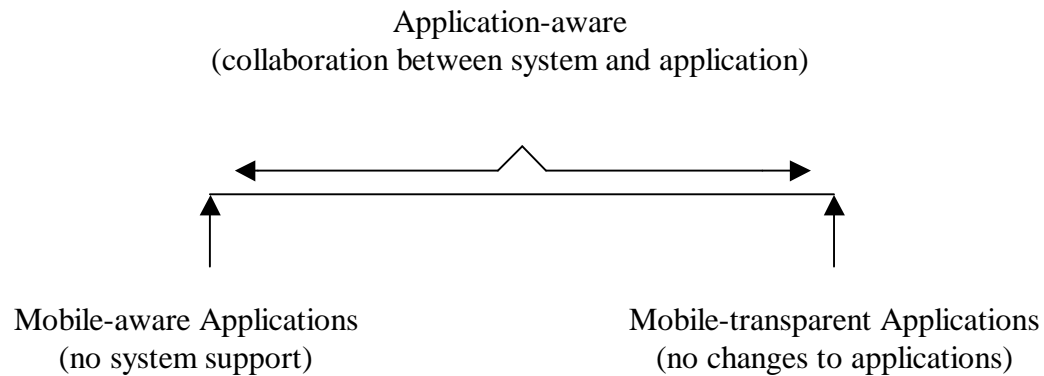 Application-aware
(collaboration between system and application)
Mobile-aware Applications
(no system support)
Mobile-transparent Applications
(no changes to applications)